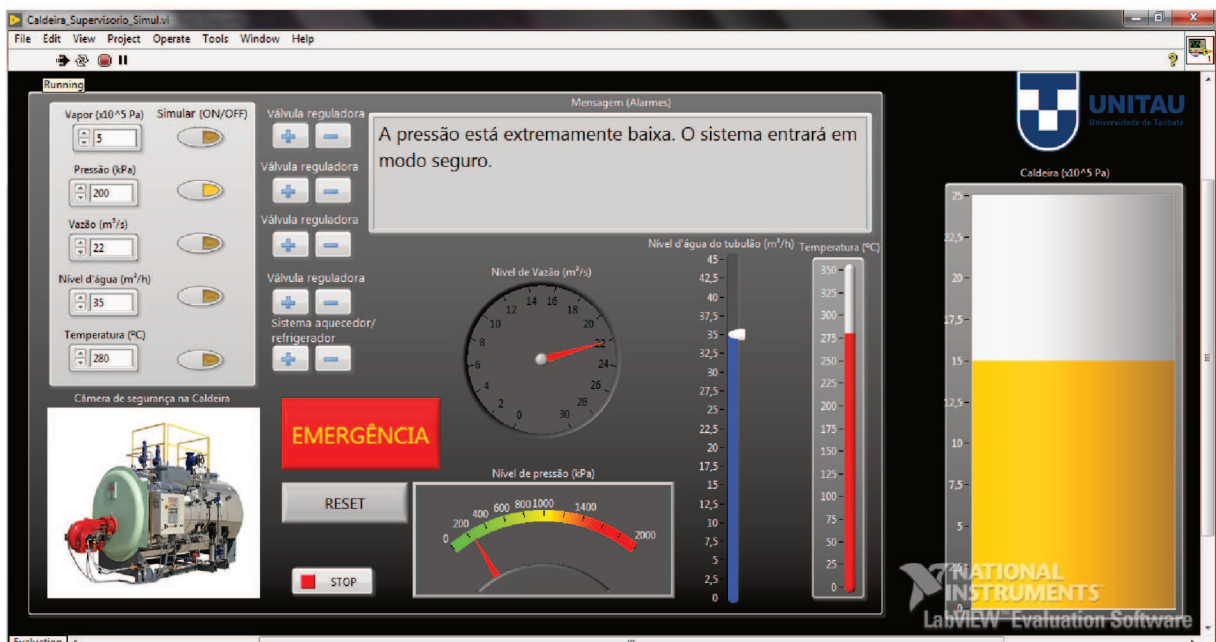 Caldeira_Supervisorio_Simul.vi
File Edit View Project Operate Tools Window Help
Running
Vapor (x10^5 Pa) Simular (ON/OFF)
5
Pressão (kPa)
200
Vazão (m³/s)
22
Nível d'água (m³/h)
35
Temperatura (ºC)
280
Válvula reguladora
Válvula reguladora
Válvula reguladora
Válvula reguladora
Sistema aquecedor/
refrigerador
Mensagem (Alarmes)
A pressão está extremamente baixa. O sistema entrará em
modo seguro.
UNITAU
Universidade de Taubaté
Câmera de segurança na Caldeira
EMERGÊNCIA
RESET
STOP
Nível de Vazão (m³/s)
0
2
4
6
8
10
12
14
16
18
20
22
24
26
28
30
Nível de pressão (kPa)
0
200
400
600
800
1000
1400
2000
Nível d'água do tubulão (m³/h)
45
42,5
40
37,5
35
32,5
30
27,5
25
22,5
20
17,5
15
12,5
10
7,5
5
2,5
0
Temperatura (ºC)
350
325
300
275
250
225
200
175
150
125
100
75
50
25
0
Caldeira (x10^5 Pa)
25
22,5
20
17,5
15
12,5
10
7,5
5
2,5
0
NATIONAL
INSTRUMENTS
LabVIEW™ Evaluation Software
Evaluation